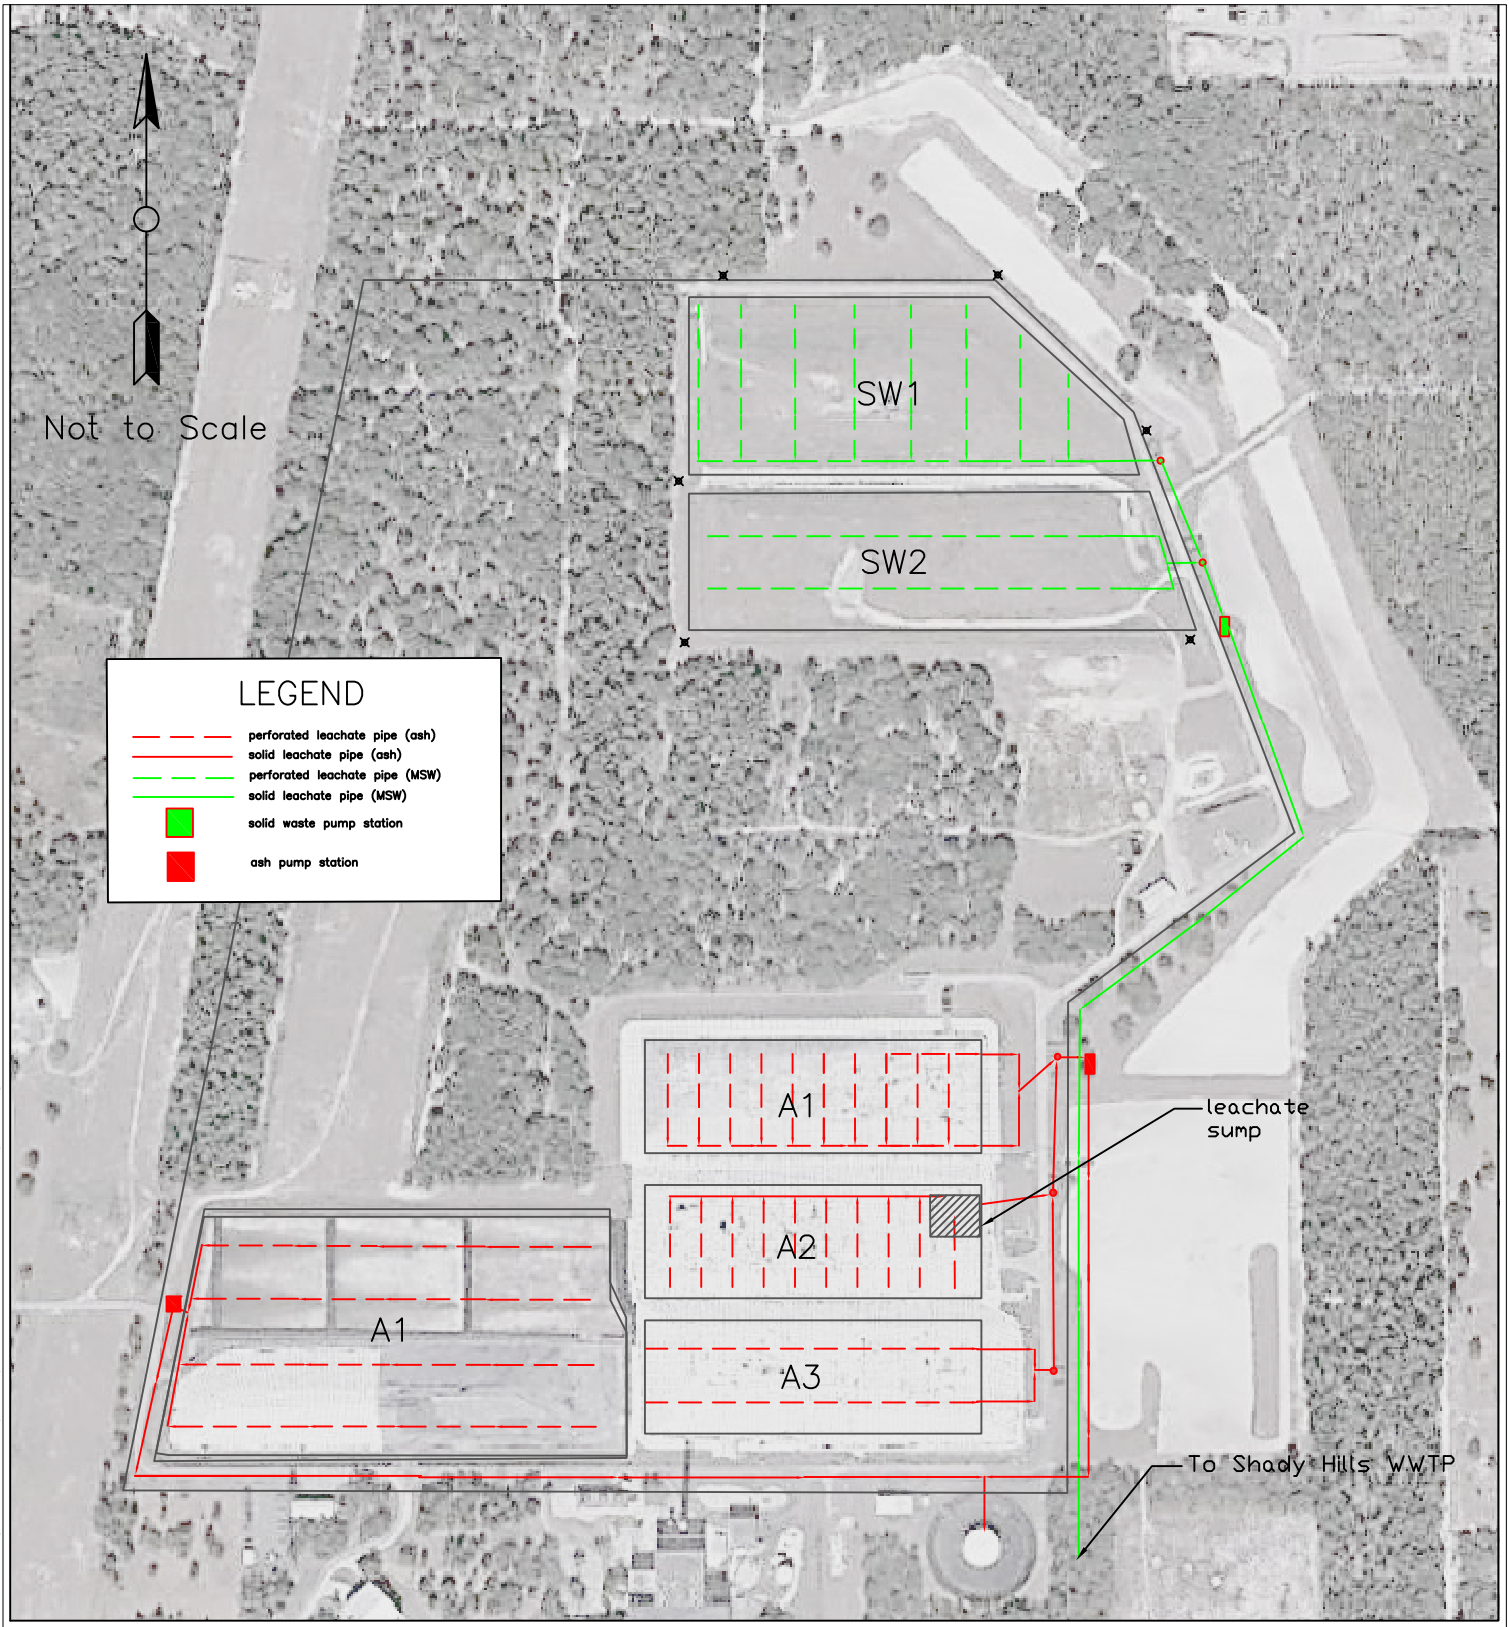 Not to Scale
SW1
SW2
LEGEND
perforated leachate pipe (ash)
solid leachate pipe (ash)
perforated leachate pipe (MSW)
solid leachate pipe (MSW)
solid waste pump station
ash pump station
A1
leachate
sump
A2
A1
A3
To Shady Hills WWTP